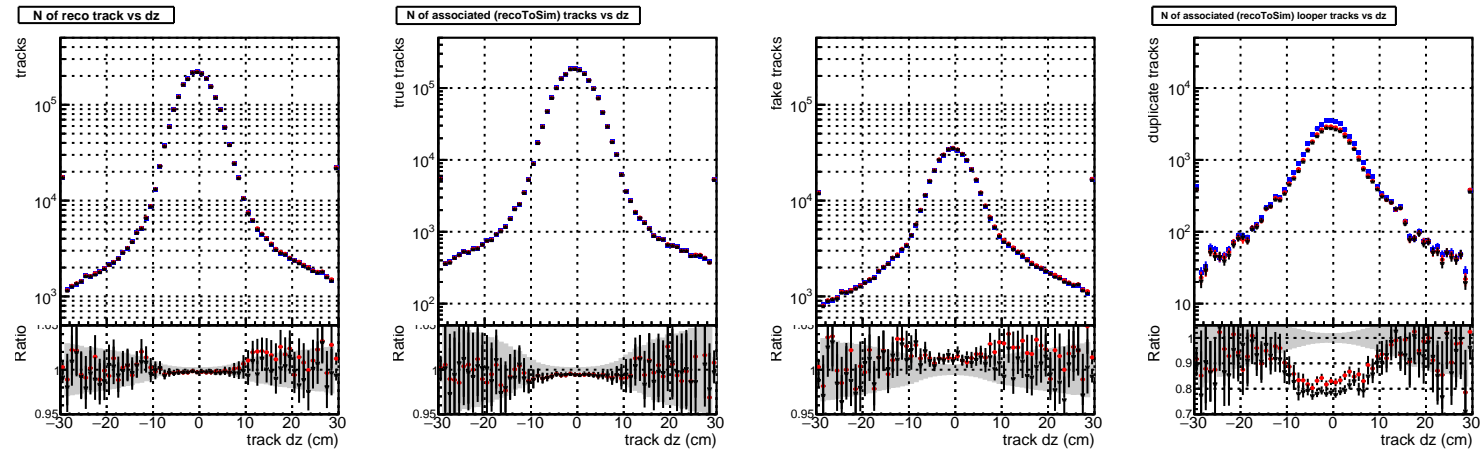 N of reco track vs dz
tracks
10^5
10^4
10^3
Ratio
1
0.95
−30 −20 −10 0 10 20 30
track dz (cm)
N of associated (recoToSim) tracks vs dz
true tracks
10^5
10^4
10^3
10^2
Ratio
1
0.95
−30 −20 −10 0 10 20 30
track dz (cm)
fake tracks
10^5
10^4
10^3
Ratio
1
0.95
−30 −20 −10 0 10 20 30
track dz (cm)
N of associated (recoToSim) looper tracks vs dz
duplicate tracks
10^4
10^3
10^2
10
Ratio
1
0.9
0.8
0.7
−30 −20 −10 0 10 20 30
track dz (cm)